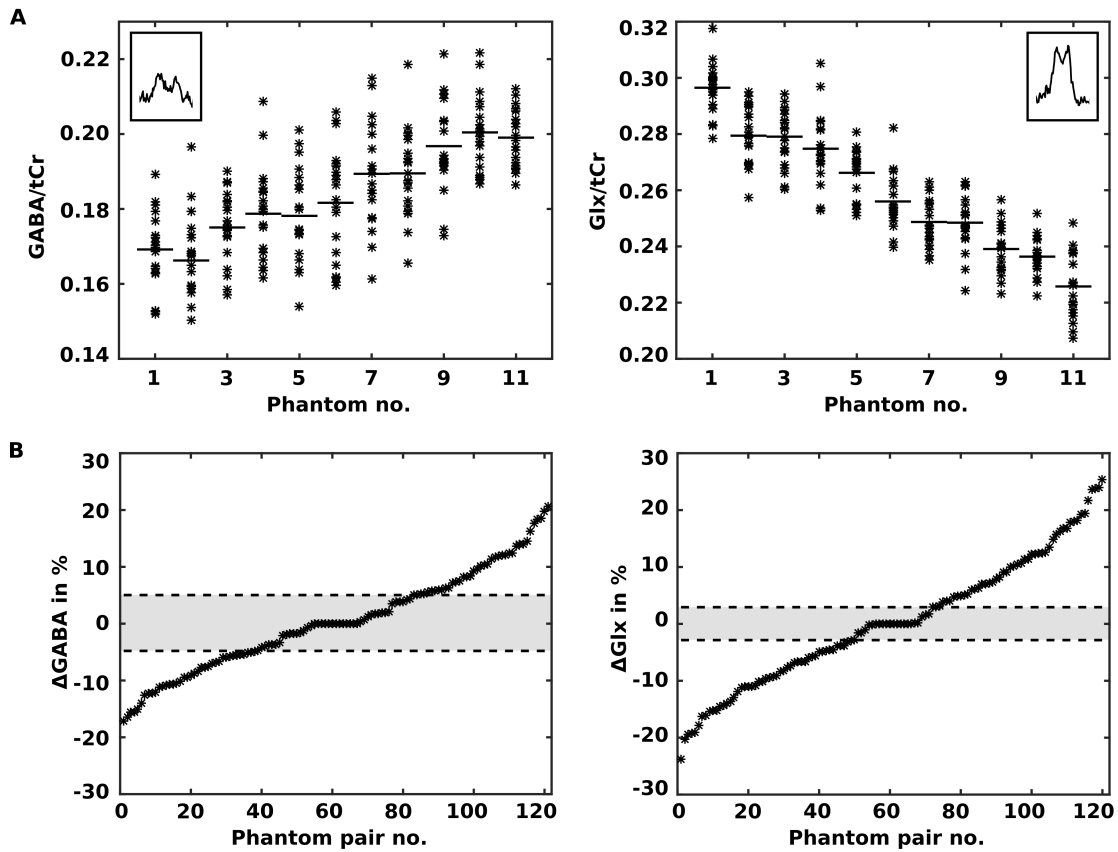 A
GABA/tCr
0.22
0.20
0.18
0.16
0.14
1 3 5 7 9 11
Phantom no.
Glx/tCr
0.32
0.30
0.28
0.26
0.24
0.22
0.20
1 3 5 7 9 11
Phantom no.
B
ΔGABA in %
30
20
10
0
-10
-20
-30
0 20 40 60 80 100 120
Phantom pair no.
ΔGlx in %
30
20
10
0
-10
-20
-30
0 20 40 60 80 100 120
Phantom pair no.